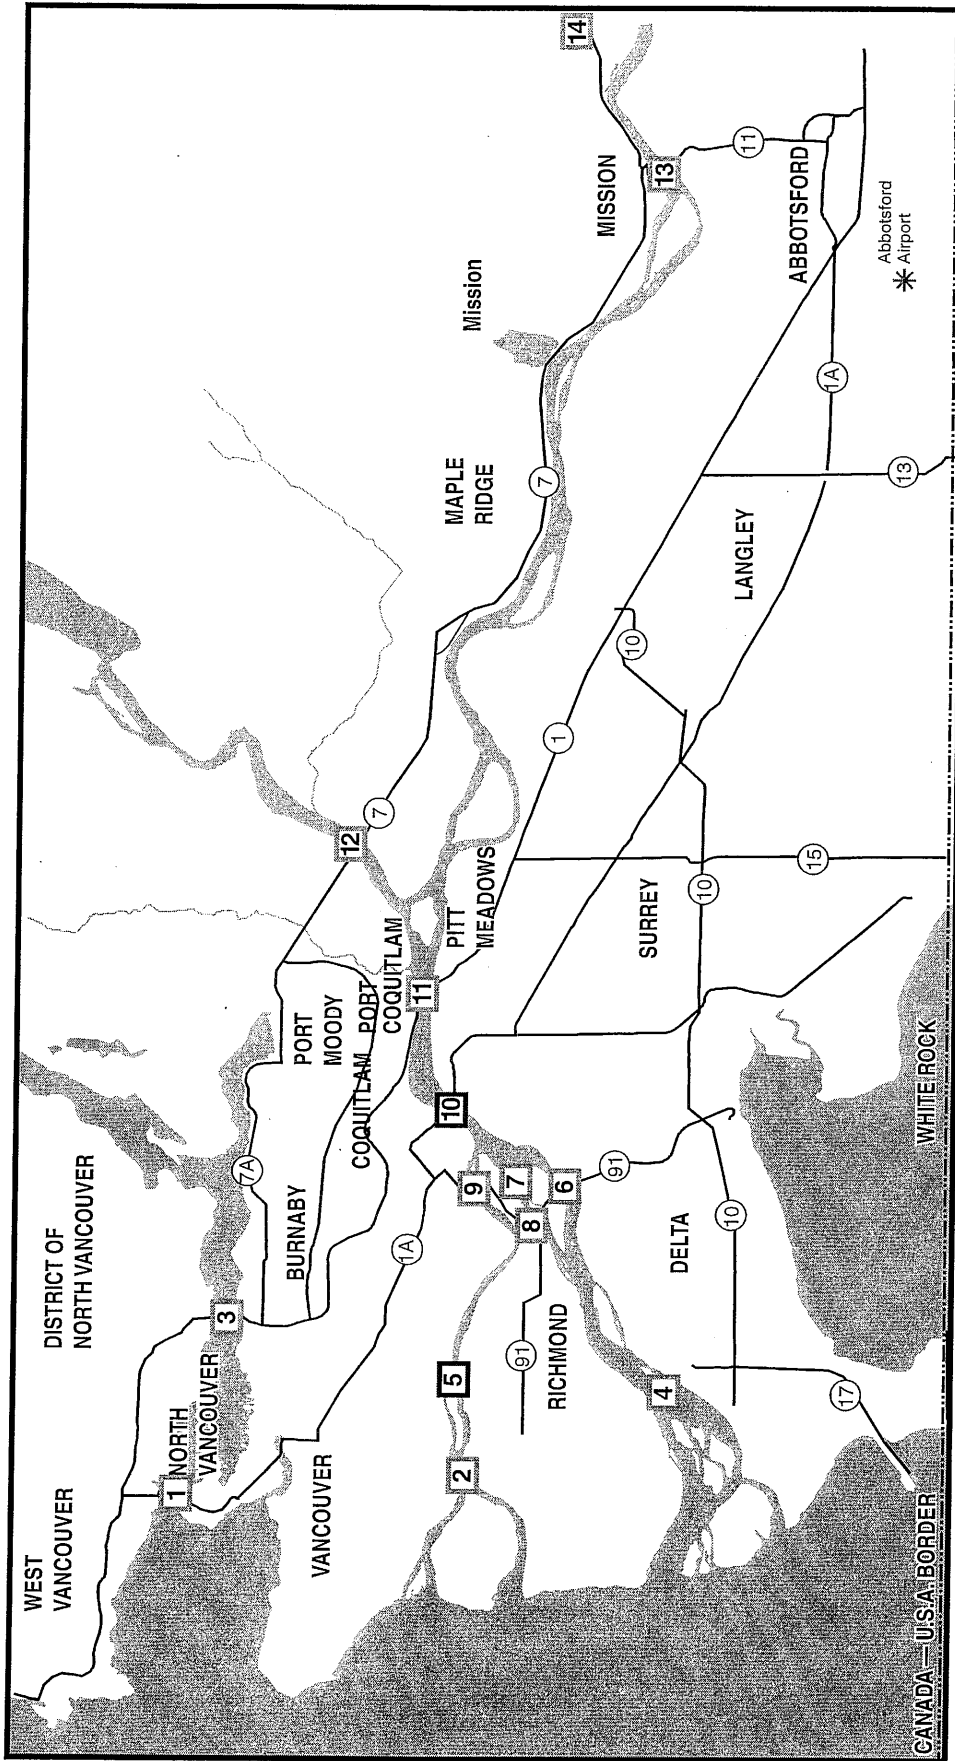 WEST
VANCOUVER
DISTRICT OF
NORTH VANCOUVER
1
NORTH
VANCOUVER
3
7A
VANCOUVER
BURNABY
PORT
MOODY
COQUITLAM
PORT
COQUITLAM
12
7
1A
11
PITT
MEADOWS
MAPLE
RIDGE
Mission
14
2
5
9
10
7
8
6
91
RICHMOND
7
1
MISSION
13
91
4
DELTA
10
SURREY
10
10
LANGLEY
11
ABBOTSFORD
17
15
1A
13
Abbotsford
Airport
WHITE ROCK
CANADA — U.S.A. BORDER